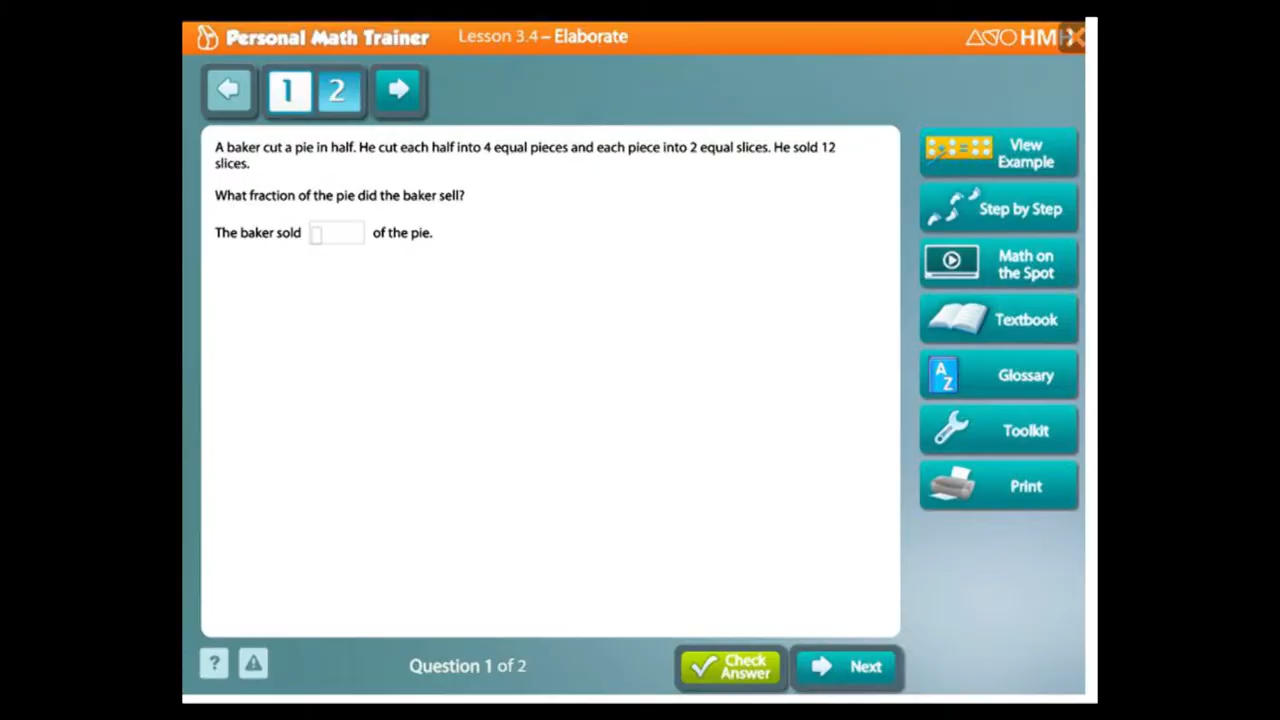 Personal Math Trainer Lesson 3.4 – Elaborate HMH
1 2
A baker cut a pie in half. He cut each half into 4 equal pieces and each piece into 2 equal slices. He sold 12
slices.
What fraction of the pie did the baker sell?
The baker sold of the pie.
View
Example
Step by Step
Math on
the Spot
Textbook
A
Z
Glossary
Toolkit
Print
? Question 1 of 2
Check
Answer
Next